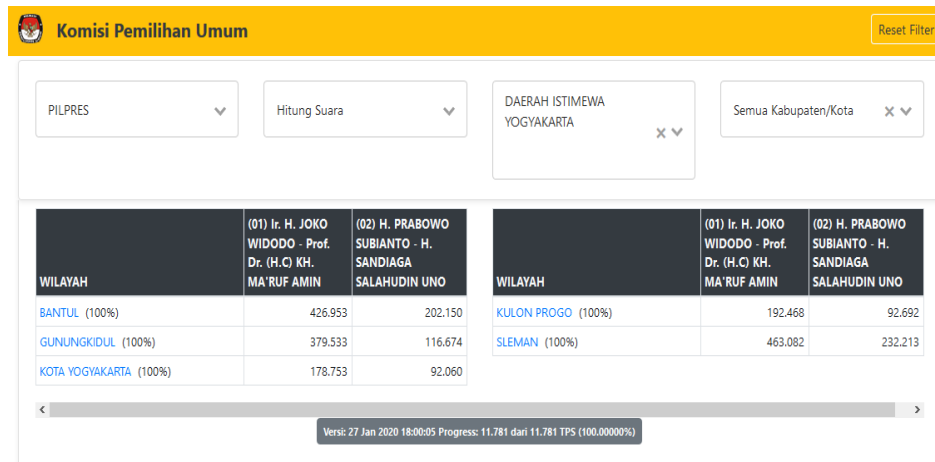 Komisi Pemilihan Umum
Reset Filter
PILPRES
Hitung Suara
DAERAH ISTIMEWA
YOGYAKARTA
Semua Kabupaten/Kota
WILAYAH
(01) Ir. H. JOKO
WIDODO - Prof.
Dr. (H.C) KH.
MA'RUF AMIN
(02) H. PRABOWO
SUBIANTO - H.
SANDIAGA
SALAHUDIN UNO
BANTUL (100%) 426.953 202.150
GUNUNGKIDUL (100%) 379.533 116.674
KOTA YOGYAKARTA (100%) 178.753 92.060
WILAYAH
(01) Ir. H. JOKO
WIDODO - Prof.
Dr. (H.C) KH.
MA'RUF AMIN
(02) H. PRABOWO
SUBIANTO - H.
SANDIAGA
SALAHUDIN UNO
KULON PROGO (100%) 192.468 92.692
SLEMAN (100%) 463.082 232.213
Versi: 27 Jan 2020 18:00:05 Progress: 11.781 dari 11.781 TPS (100.00000%)